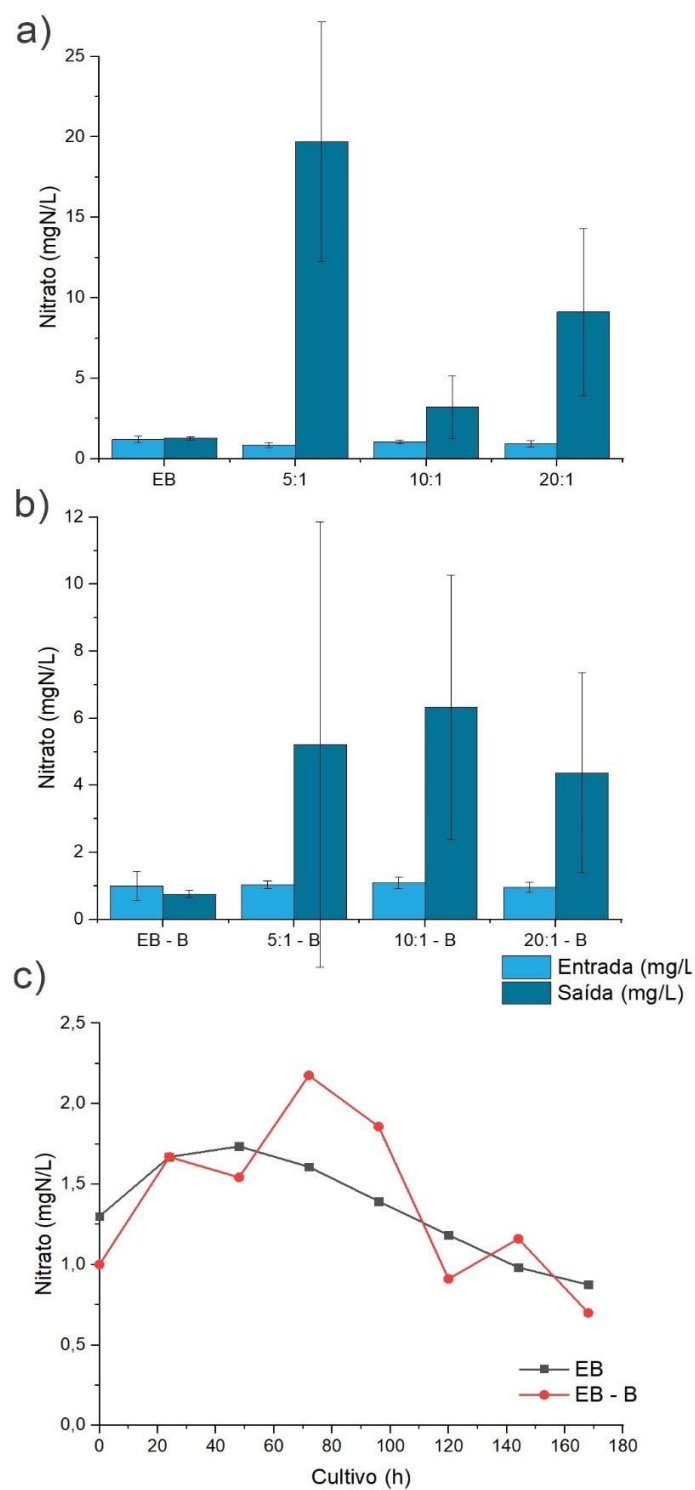 a)
25
20
15
10
5
0
Nitrato (mgN/L)
EB 5:1 10:1 20:1
b)
12
10
8
6
4
2
0
Nitrato (mgN/L)
EB - B 5:1 - B 10:1 - B 20:1 - B
Entrada (mg/L
Saída (mg/L)
c)
2,5
2,0
1,5
1,0
0,5
0,0
Nitrato (mgN/L)
EB
EB - B
0 20 40 60 80 100 120 140 160 180
Cultivo (h)